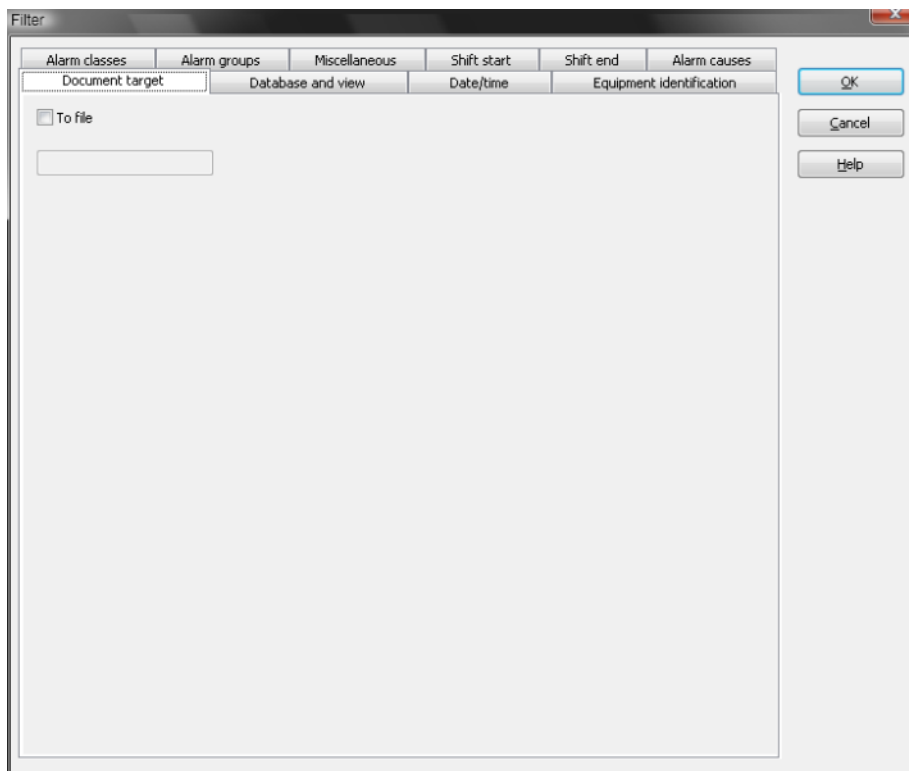 Filter
Alarm classes Alarm groups Miscellaneous Shift start Shift end Alarm causes
Document target Database and view Date/time Equipment identification
To file
OK
Cancel
Help